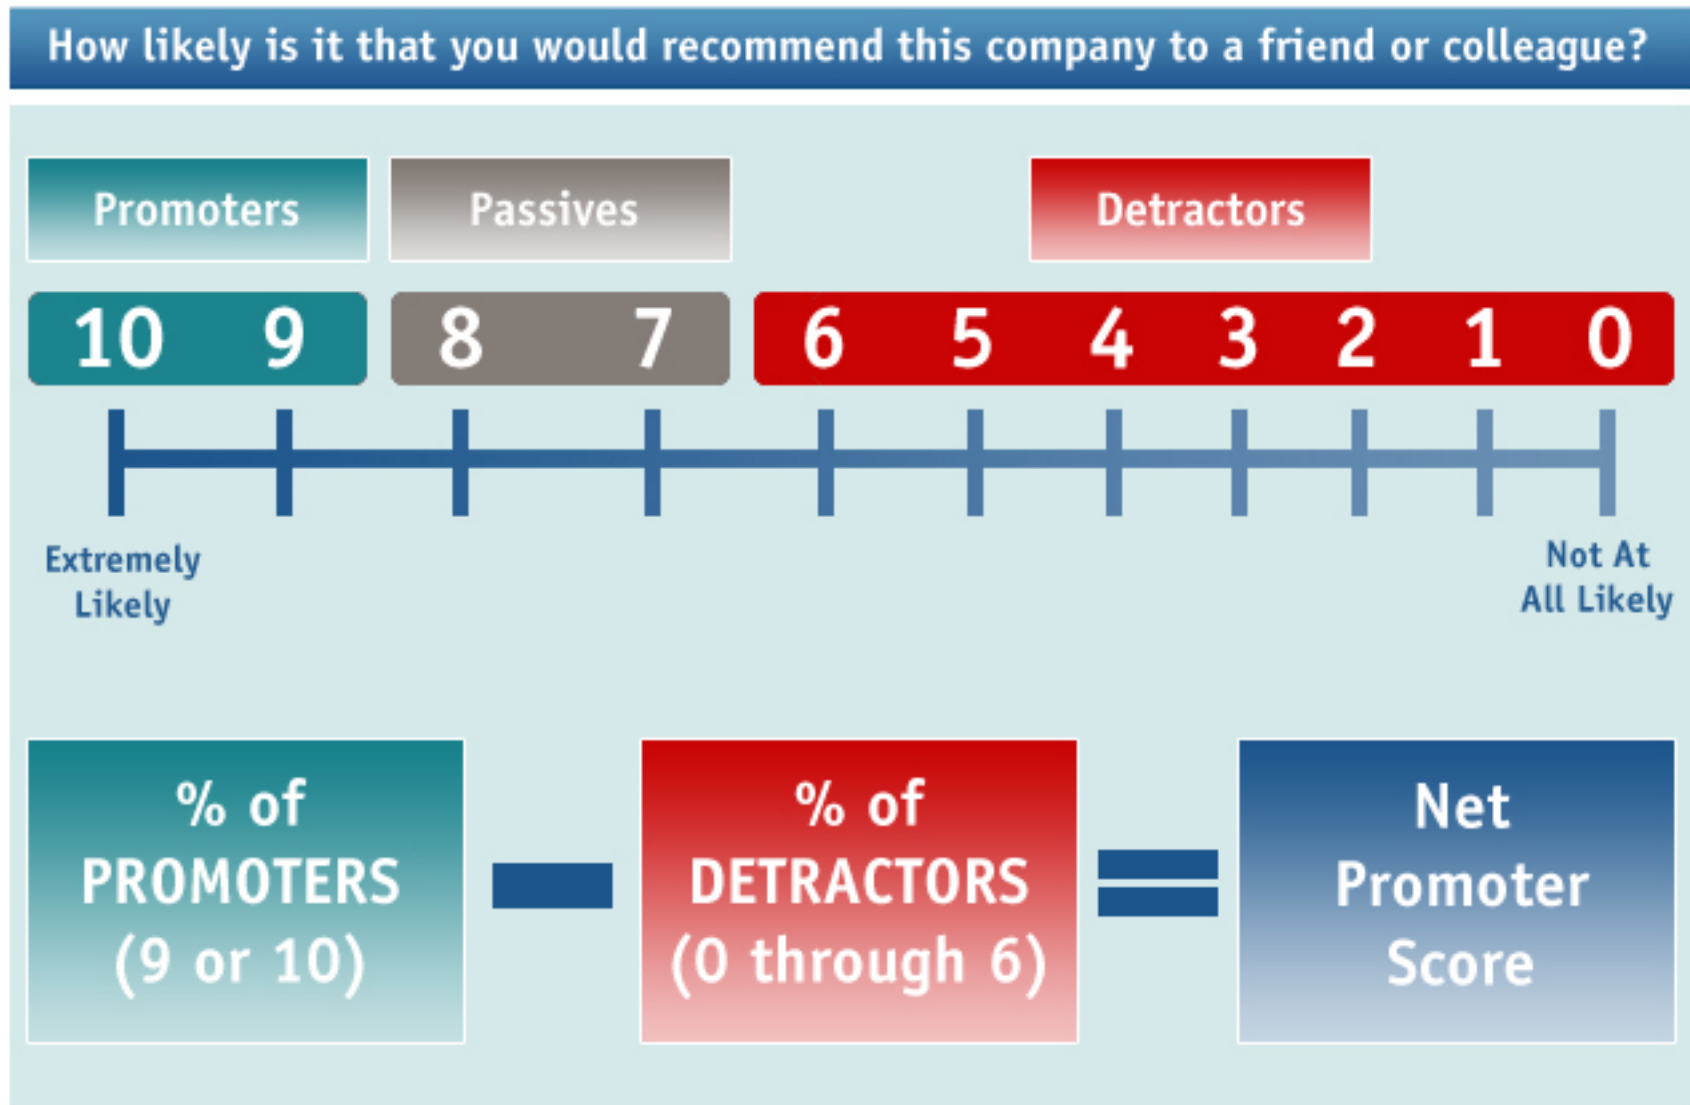 How likely is it that you would recommend this company to a friend or colleague?
Promoters Passives Detractors
10 9 8 7 6 5 4 3 2 1 0
Extremely
Likely
Not At
All Likely
% of
PROMOTERS
(9 or 10)
% of
DETRACTORS
(0 through 6)
Net
Promoter
Score